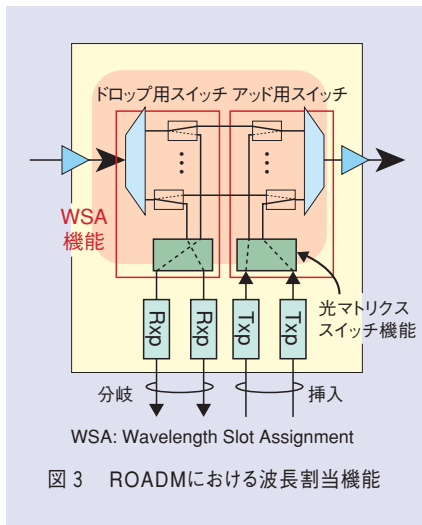 ドロップ用スイッチ アッド用スイッチ
WSA
機能
光マトリクス
スイッチ機能
Rxp Rxp Txp Txp
分岐 挿入
WSA: Wavelength Slot Assignment
図3 ROADMにおける波長割当機能